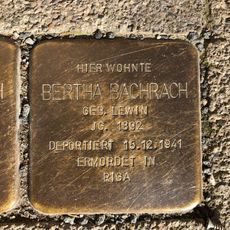 HIER WOHNTE
BERTHA BACHRACH
GEB. LEWIN
JG. 1892
DEPORTIERT 15.12.1941
ERMORDET IN
RIGA